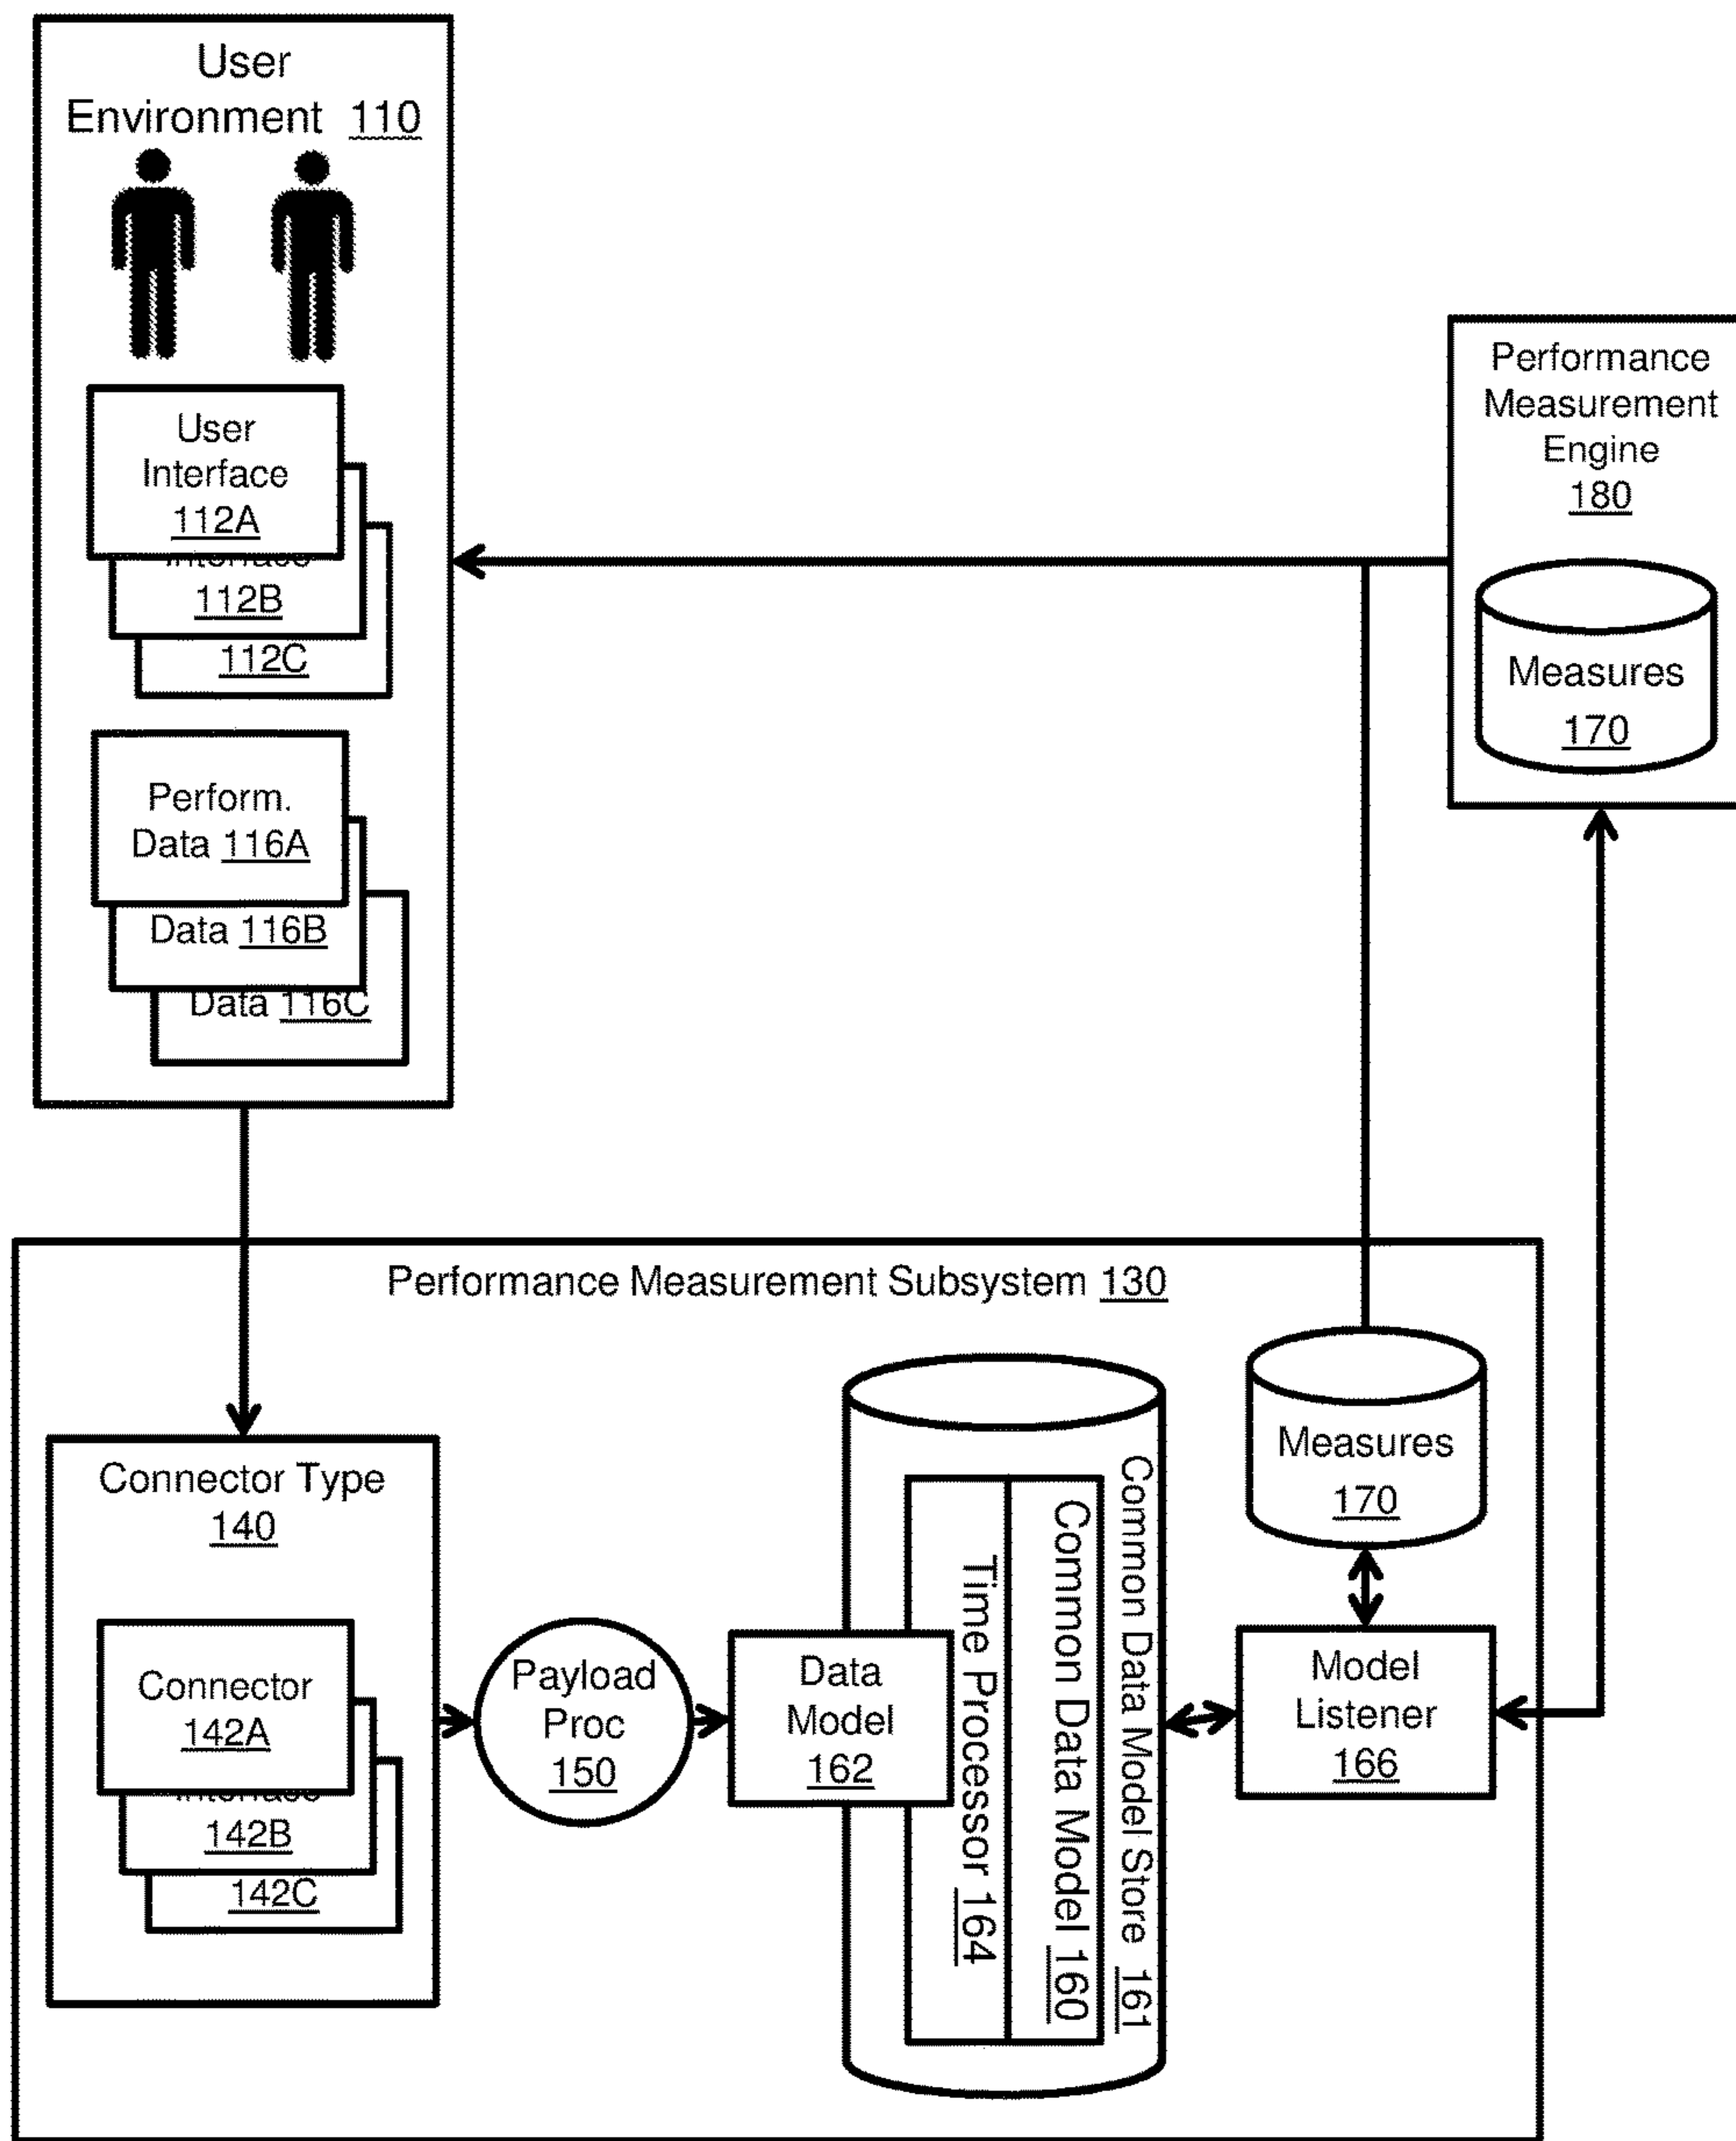 User
Environment 110
User
Interface
112A
Interface
112B
112C
Perform.
Data 116A
Data 116B
Data 116C
Performance
Measurement
Engine
180
Measures
170
Performance Measurement Subsystem 130
Connector Type
140
Connector
142A
Interface
142B
142C
Payload
Proc
150
Data
Model
162
Time Processor 164
Common Data Model 160
Common Data Model Store 161
Measures
170
Model
Listener
166